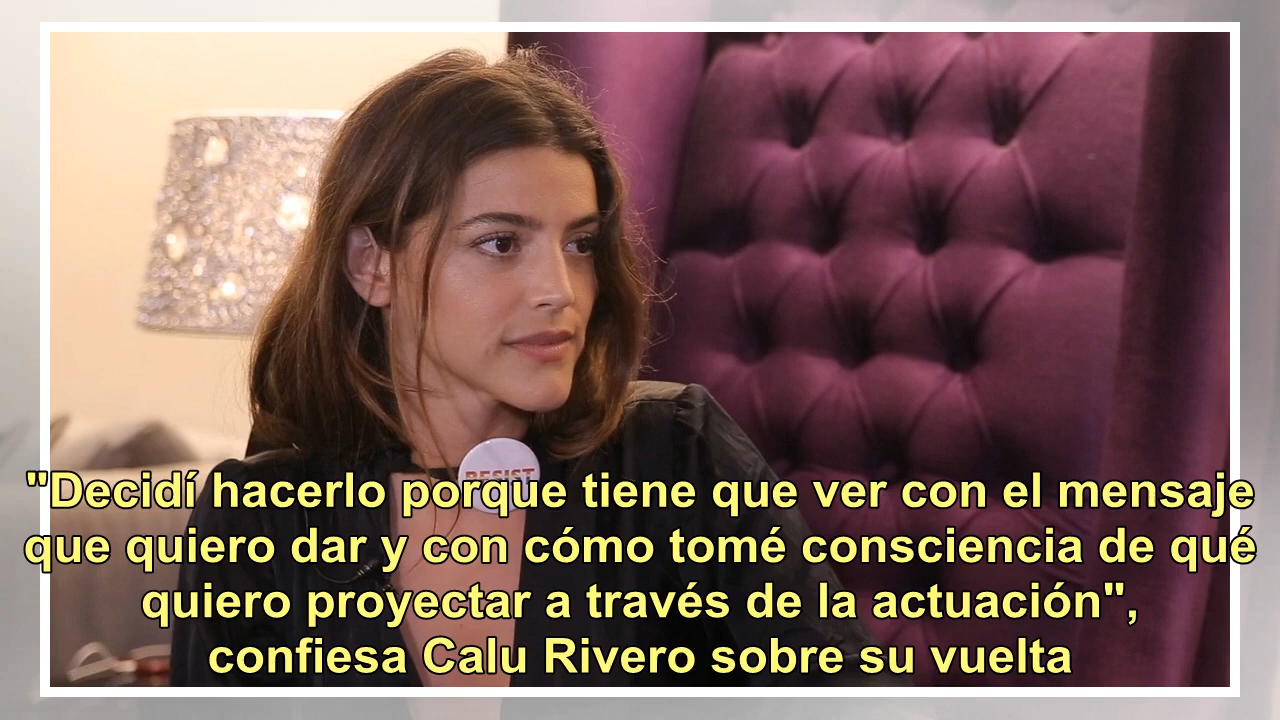 RESIST
"Decidí hacerlo porque tiene que ver con el mensaje
que quiero dar y con cómo tomé consciencia de qué
quiero proyectar a través de la actuación",
confiesa Calu Rivero sobre su vuelta